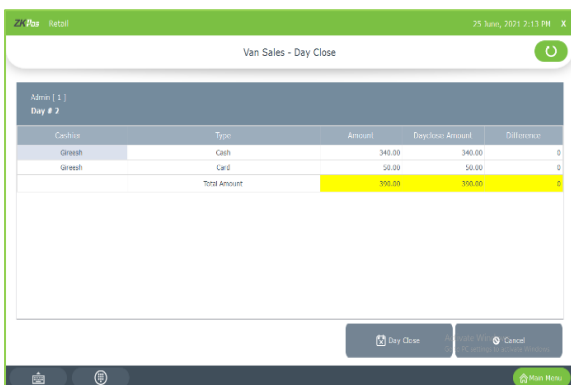 ZKPos Retail 25 June, 2021 2:13 PM X
Van Sales - Day Close
Admin [ 1 ]
Day # 2
Cashier Type Amount Dayclose Amount Difference
Gireesh Cash 340.00 340.00 0
Gireesh Card 50.00 50.00 0
Total Amount 390.00 390.00 0
Day Close Cancel
Main Menu